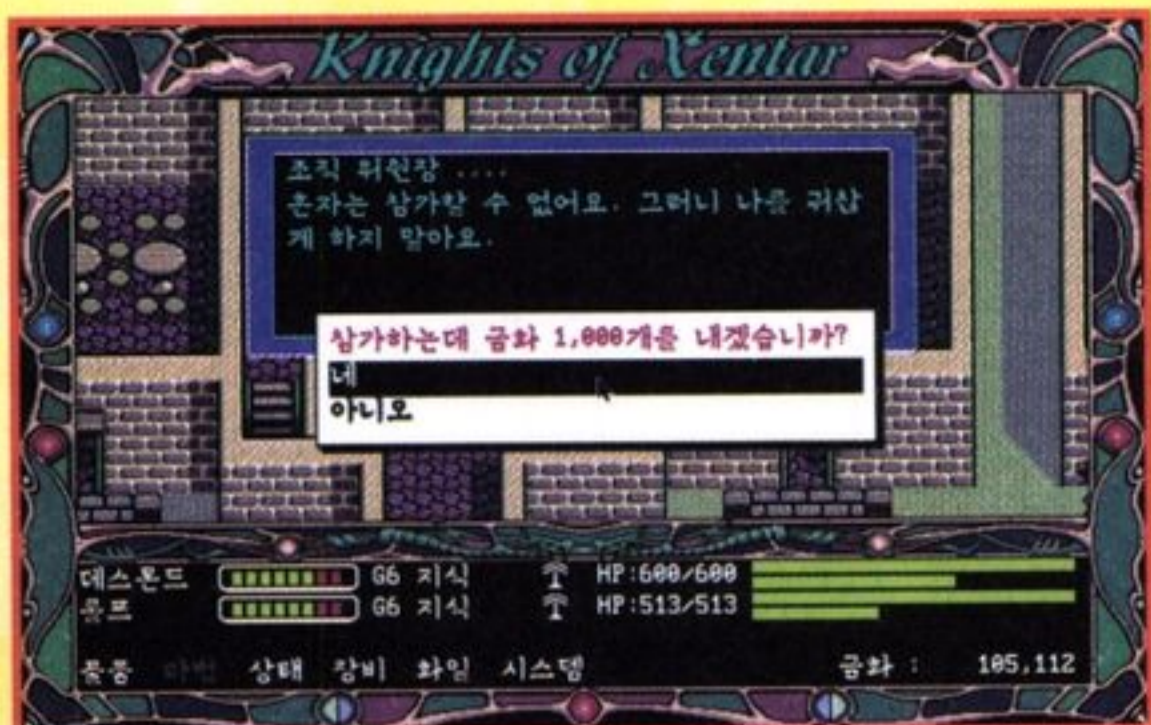 Knights of Xentar
조직 위원장 ....
혼자는 참가할 수 없어요. 그러니 나를 귀찮
게 하지 말아요.
참가하는데 금화 1,000개를 내겠습니까?
네
아니오
데스몬드 G6 지식 HP:600/600
롤프 G6 지식 HP:513/513
물품 마법 상태 장비 화일 시스템 금화 : 105,112